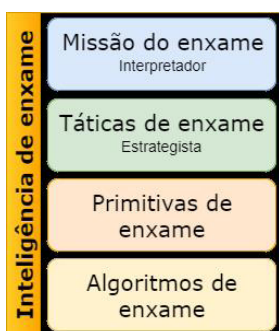 Inteligência de enxame
Missão do enxame
Interpretador
Táticas de enxame
Estrategista
Primitivas de
enxame
Algoritmos de
enxame